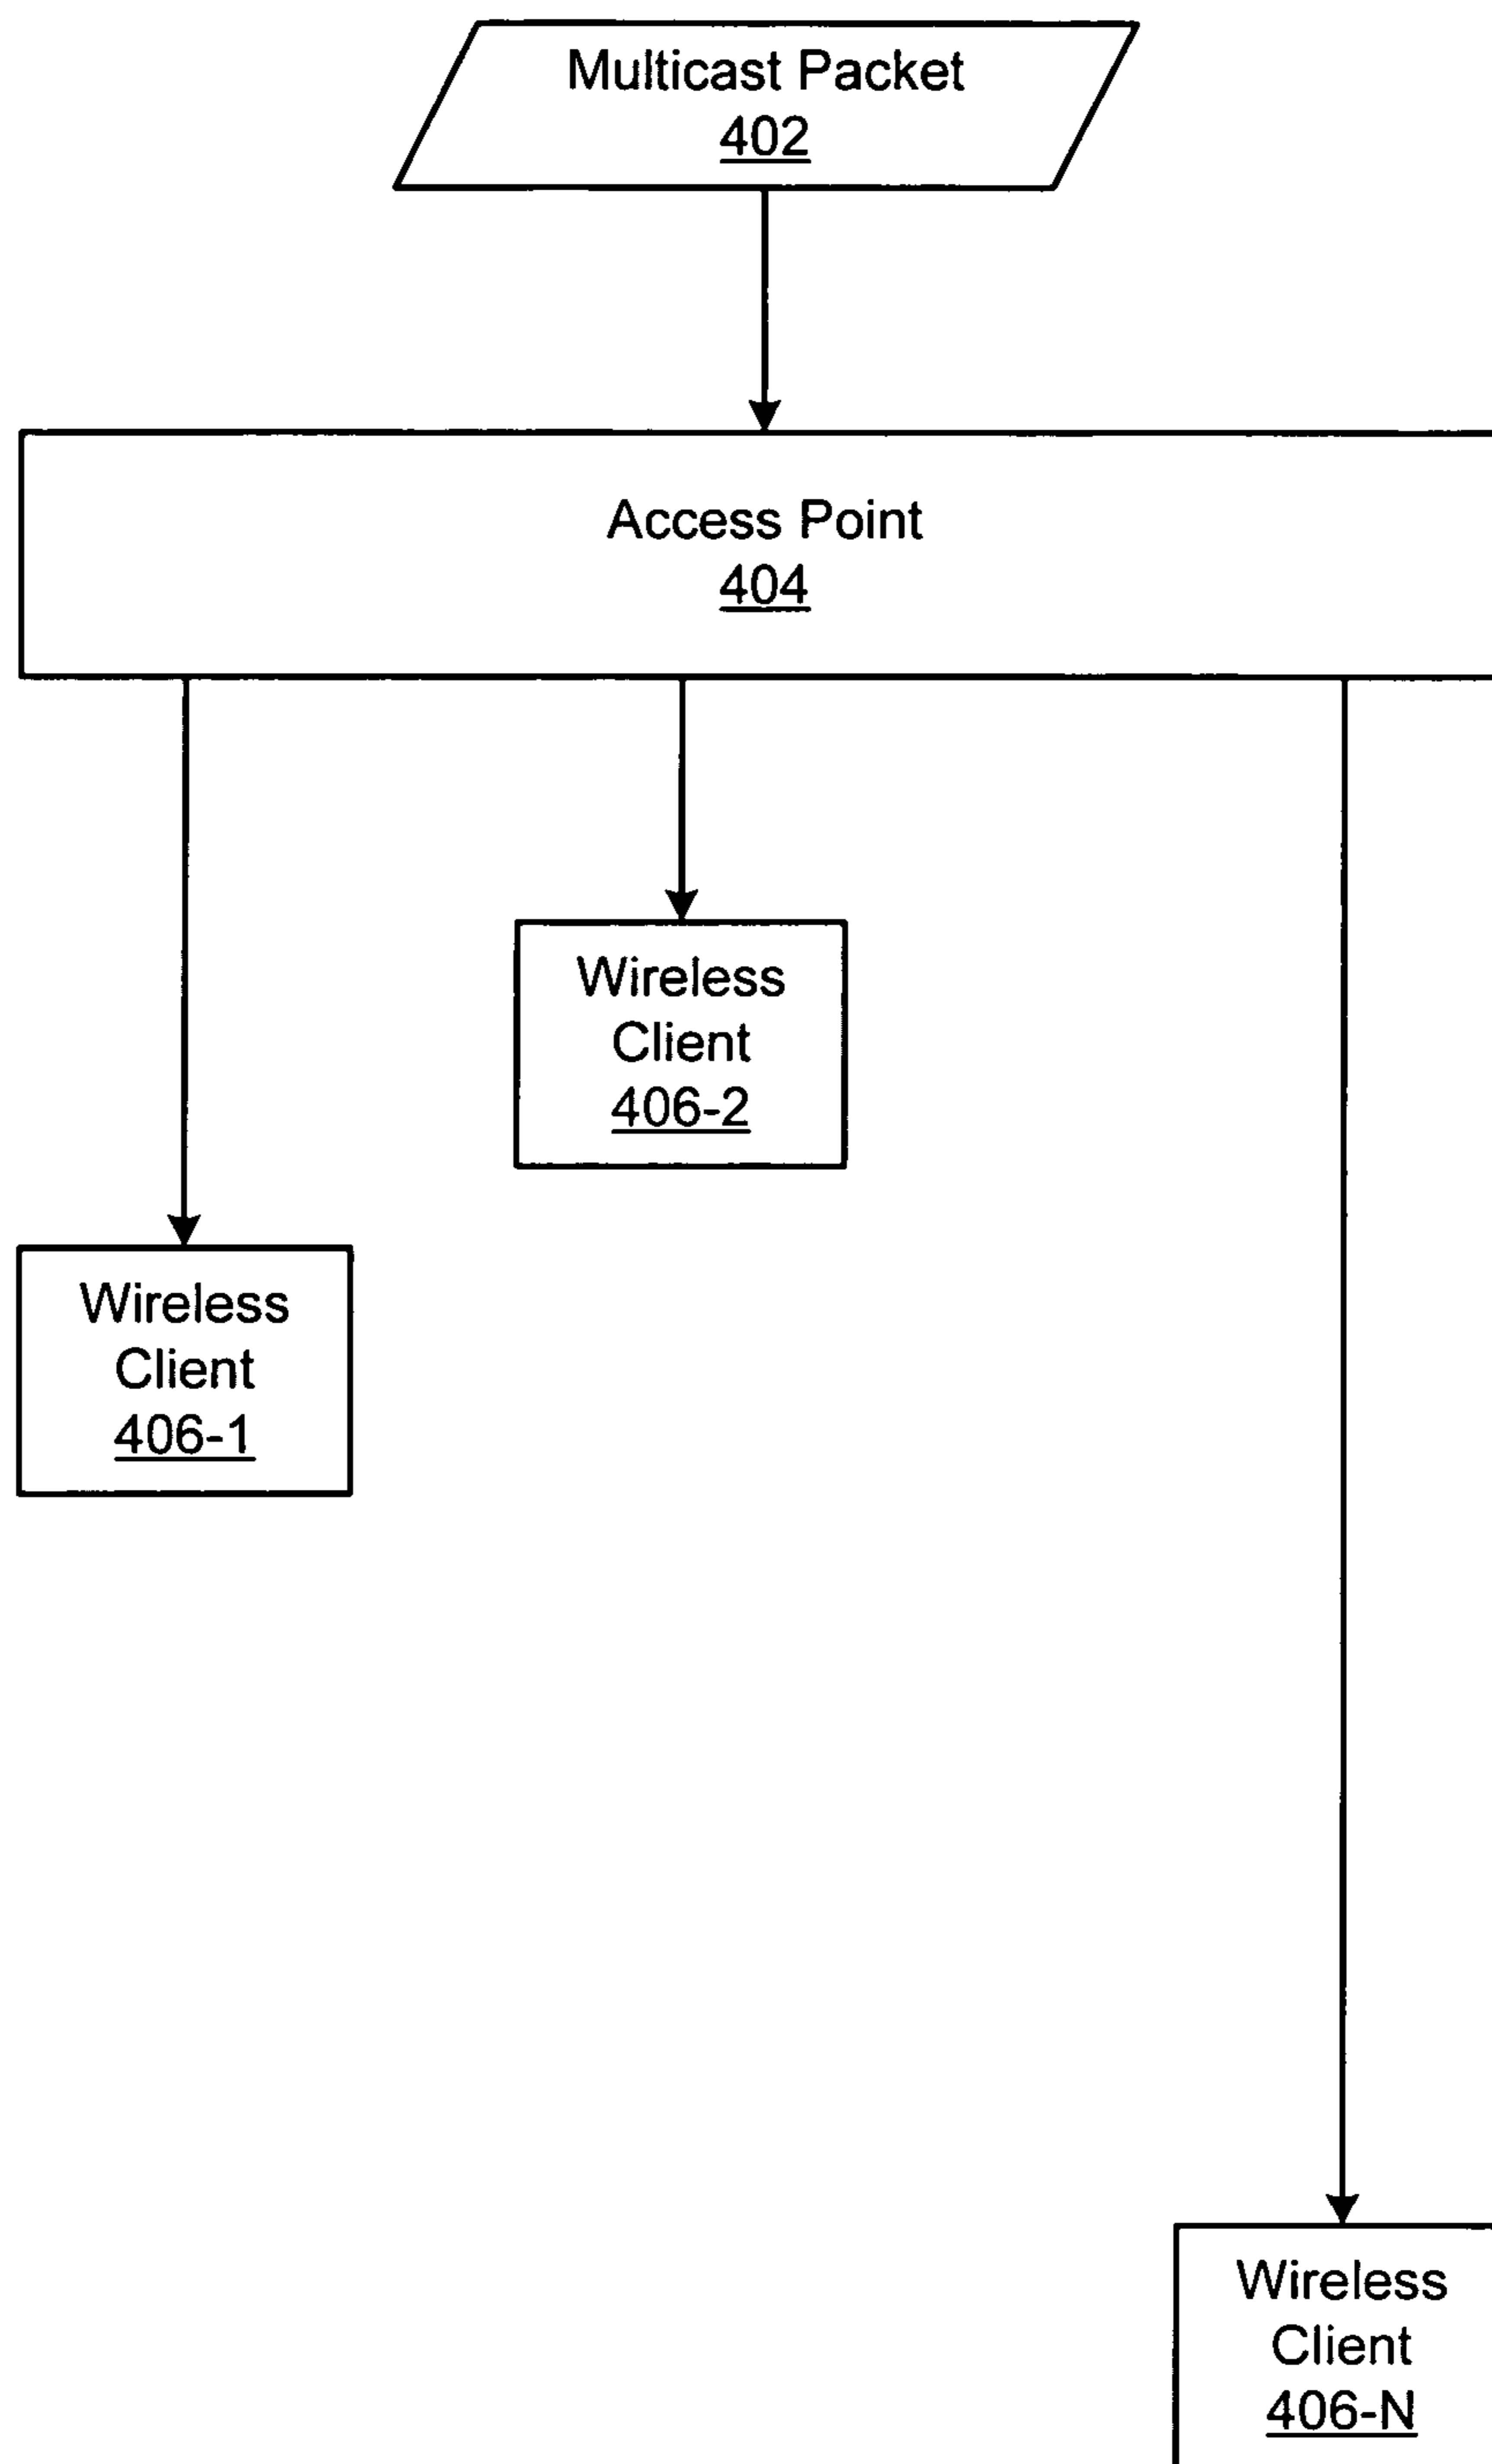 Multicast Packet
402
Access Point
404
Wireless
Client
406-2
Wireless
Client
406-1
Wireless
Client
406-N